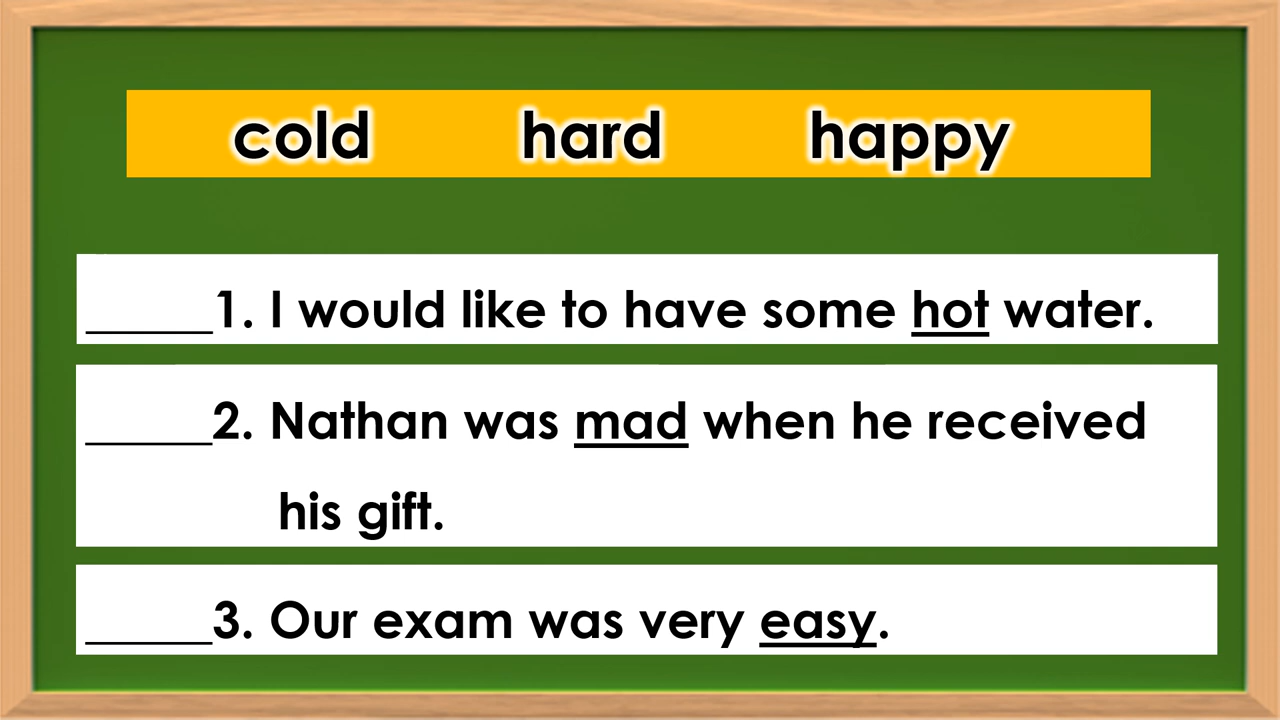 cold hard happy
_____1. I would like to have some hot water.
_____2. Nathan was mad when he received
his gift.
_____3. Our exam was very easy.